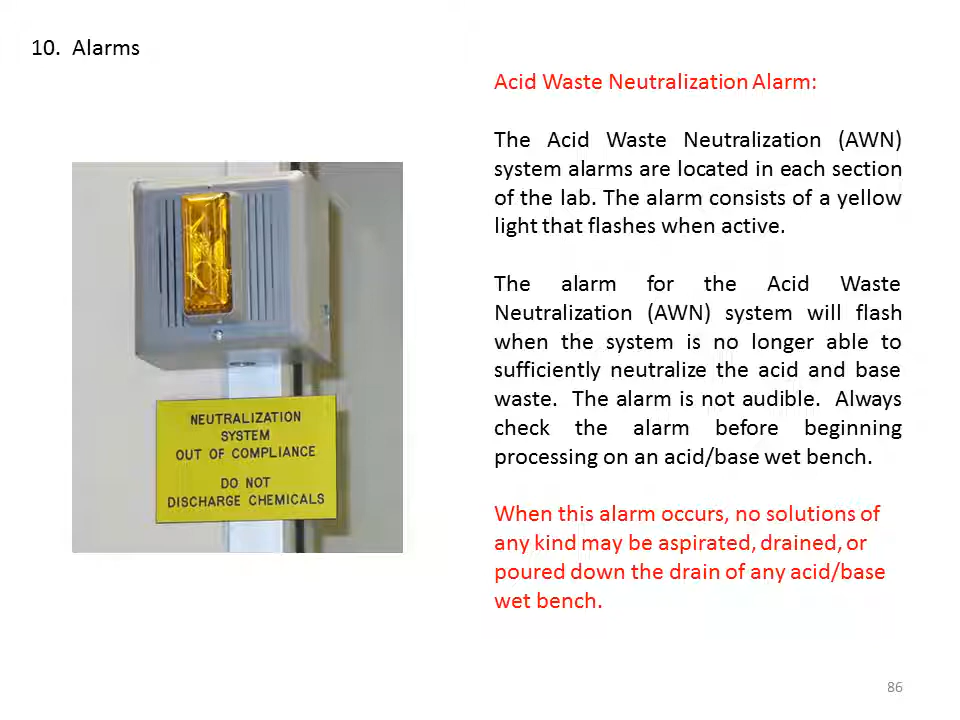 10. Alarms
Acid Waste Neutralization Alarm:
The Acid Waste Neutralization (AWN)
system alarms are located in each section
of the lab. The alarm consists of a yellow
light that flashes when active.
The alarm for the Acid Waste
Neutralization (AWN) system will flash
when the system is no longer able to
sufficiently neutralize the acid and base
waste. The alarm is not audible. Always
check the alarm before beginning
processing on an acid/base wet bench.
When this alarm occurs, no solutions of
any kind may be aspirated, drained, or
poured down the drain of any acid/base
wet bench.
NEUTRALIZATION
SYSTEM
OUT OF COMPLIANCE
DO NOT
DISCHARGE CHEMICALS
86